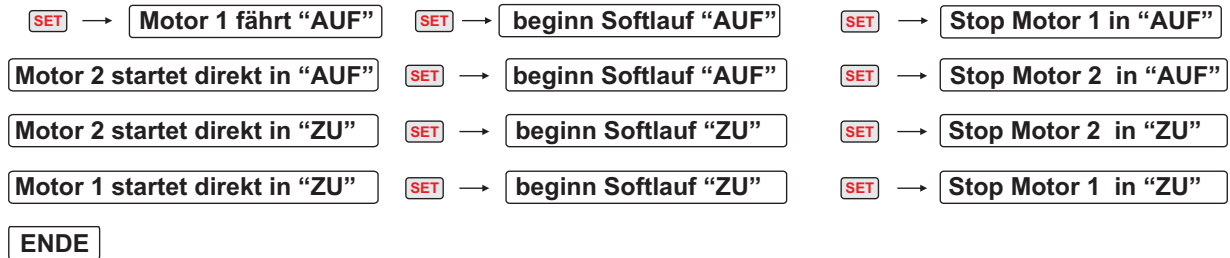 SET → Motor 1 fährt “AUF” SET → beginn Softlauf “AUF” SET → Stop Motor 1 in “AUF”
Motor 2 startet direkt in “AUF” SET → beginn Softlauf “AUF” SET → Stop Motor 2 in “AUF”
Motor 2 startet direkt in “ZU” SET → beginn Softlauf “ZU” SET → Stop Motor 2 in “ZU”
Motor 1 startet direkt in “ZU” SET → beginn Softlauf “ZU” SET → Stop Motor 1 in “ZU”
ENDE